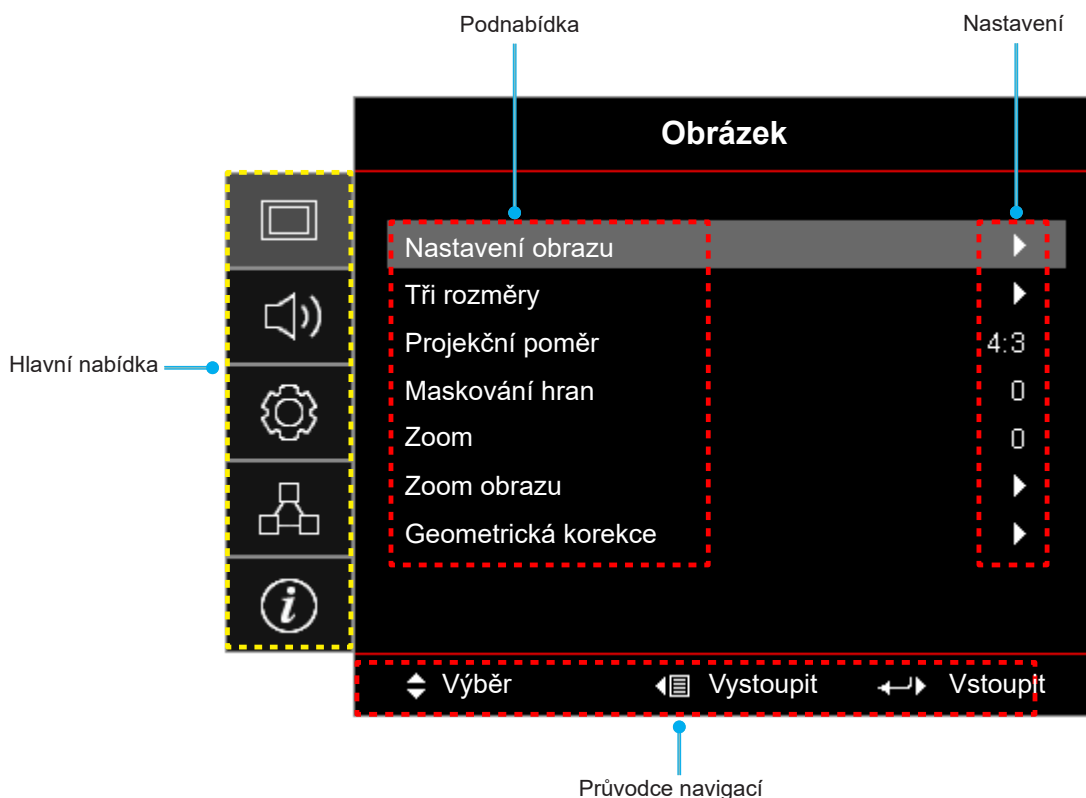 Podnabídka
Nastavení
Obrázek
Nastavení obrazu
Tři rozměry
Projekční poměr 4:3
Hlavní nabídka
Maskování hran 0
Zoom 0
Zoom obrazu
Geometrická korekce
i
Výběr Vystoupit Vstoupit
Průvodce navigací